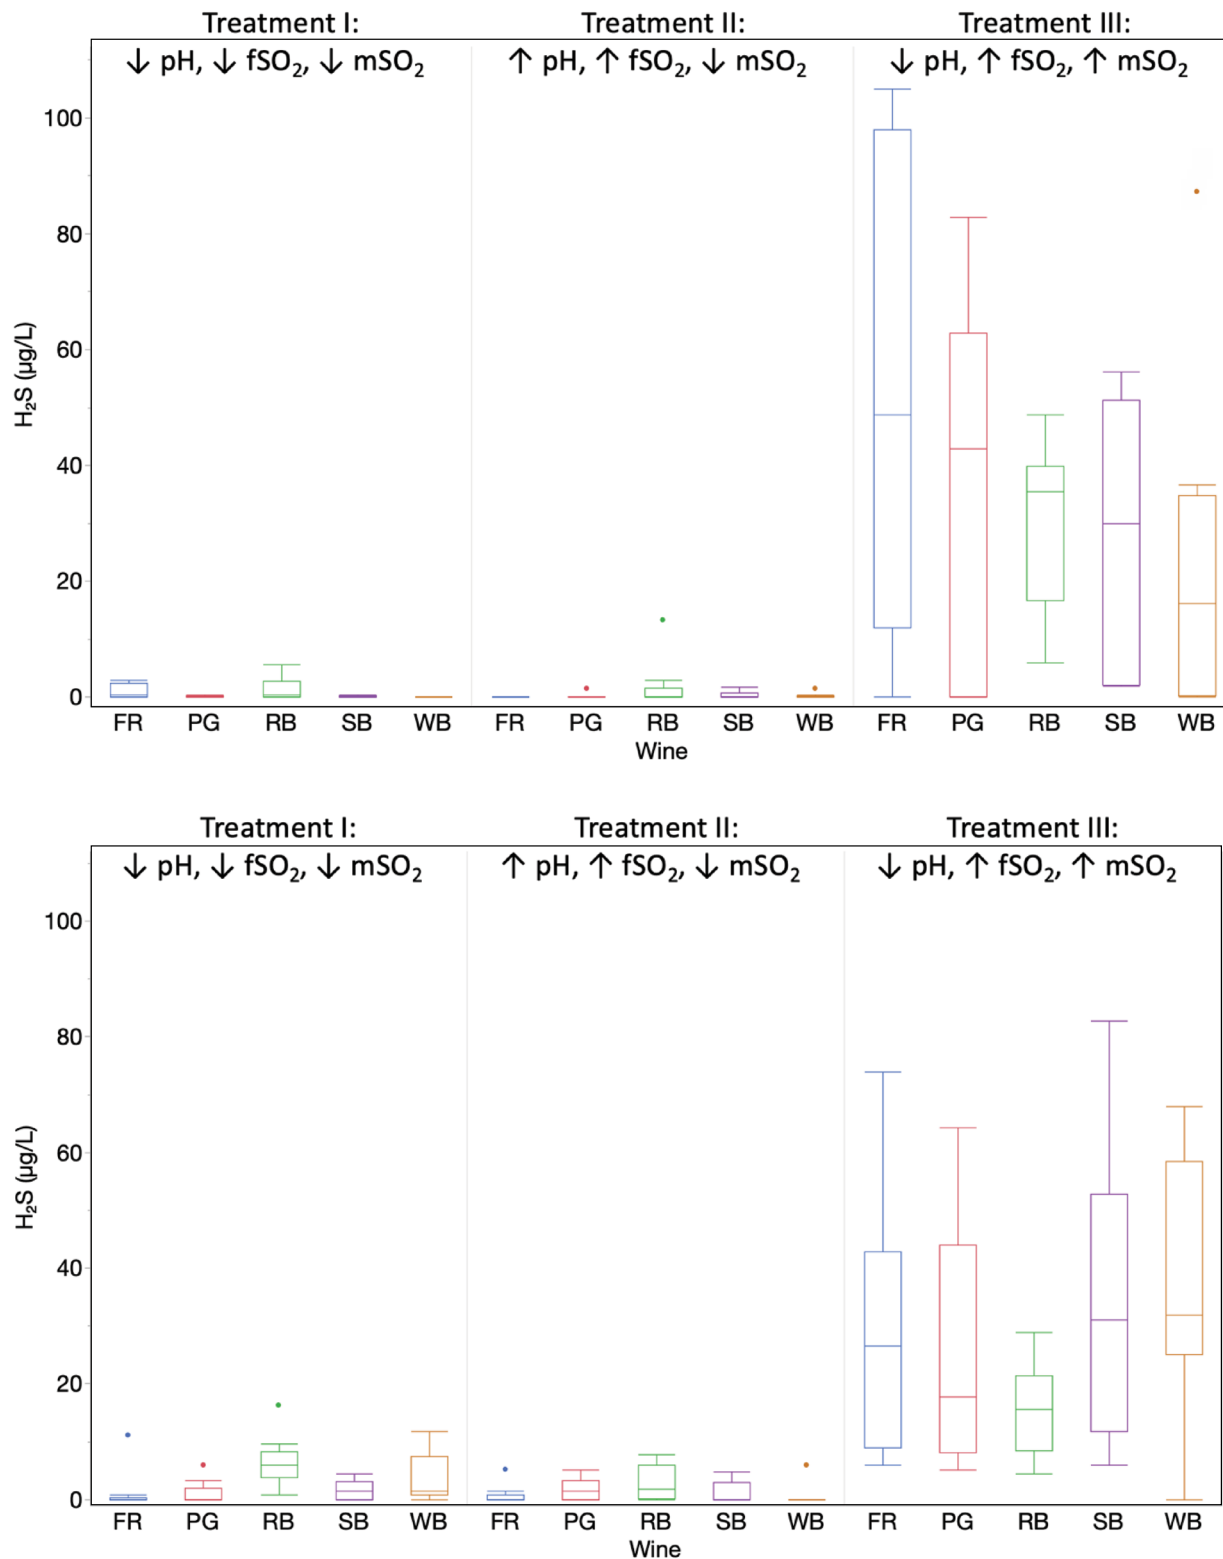 Treatment I: Treatment II: Treatment III:
↓ pH, ↓ fSO₂, ↓ mSO₂ ↑ pH, ↑ fSO₂, ↓ mSO₂ ↓ pH, ↑ fSO₂, ↑ mSO₂
100
80
60
40
20
0
H₂S (µg/L)
FR PG RB SB WB FR PG RB SB WB FR PG RB SB WB
Wine
Treatment I: Treatment II: Treatment III:
↓ pH, ↓ fSO₂, ↓ mSO₂ ↑ pH, ↑ fSO₂, ↓ mSO₂ ↓ pH, ↑ fSO₂, ↑ mSO₂
100
80
60
40
20
0
H₂S (µg/L)
FR PG RB SB WB FR PG RB SB WB FR PG RB SB WB
Wine